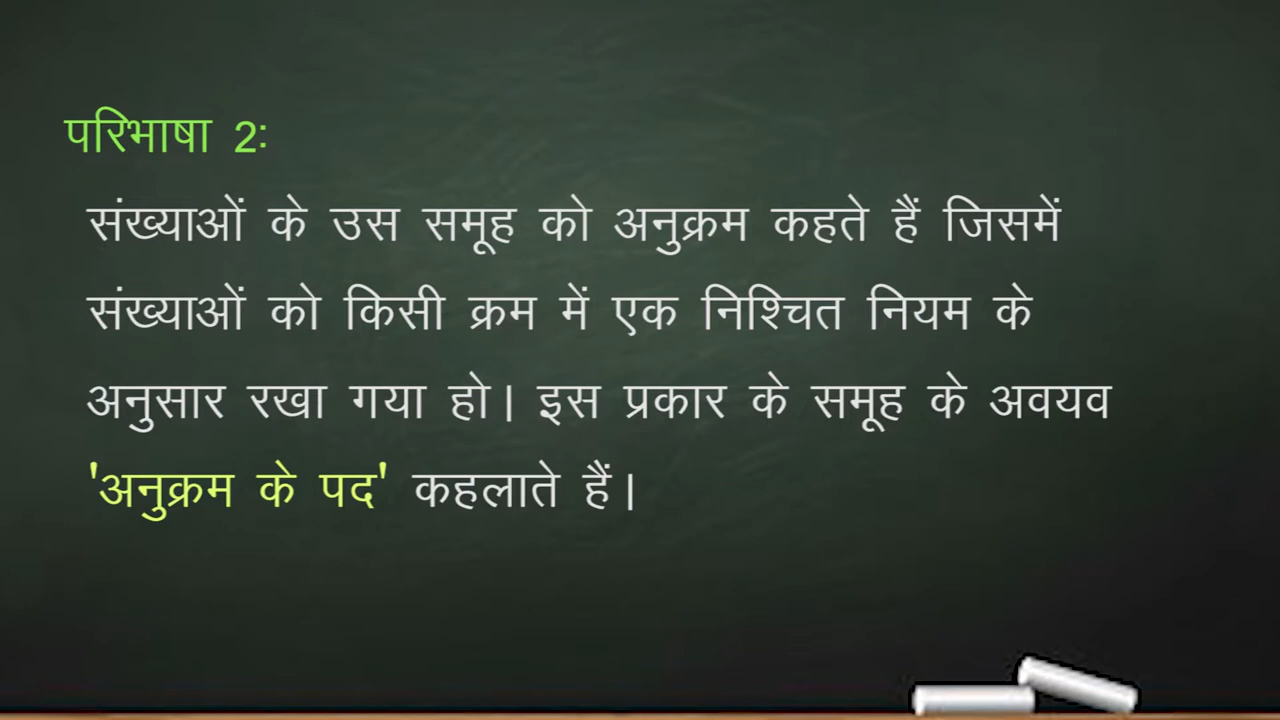 परिभाषा 2:
संख्याओं के उस समूह को अनुक्रम कहते हैं जिसमें
संख्याओं को किसी क्रम में एक निश्चित नियम के
अनुसार रखा गया हो। इस प्रकार के समूह के अवयव
'अनुक्रम के पद' कहलाते हैं।